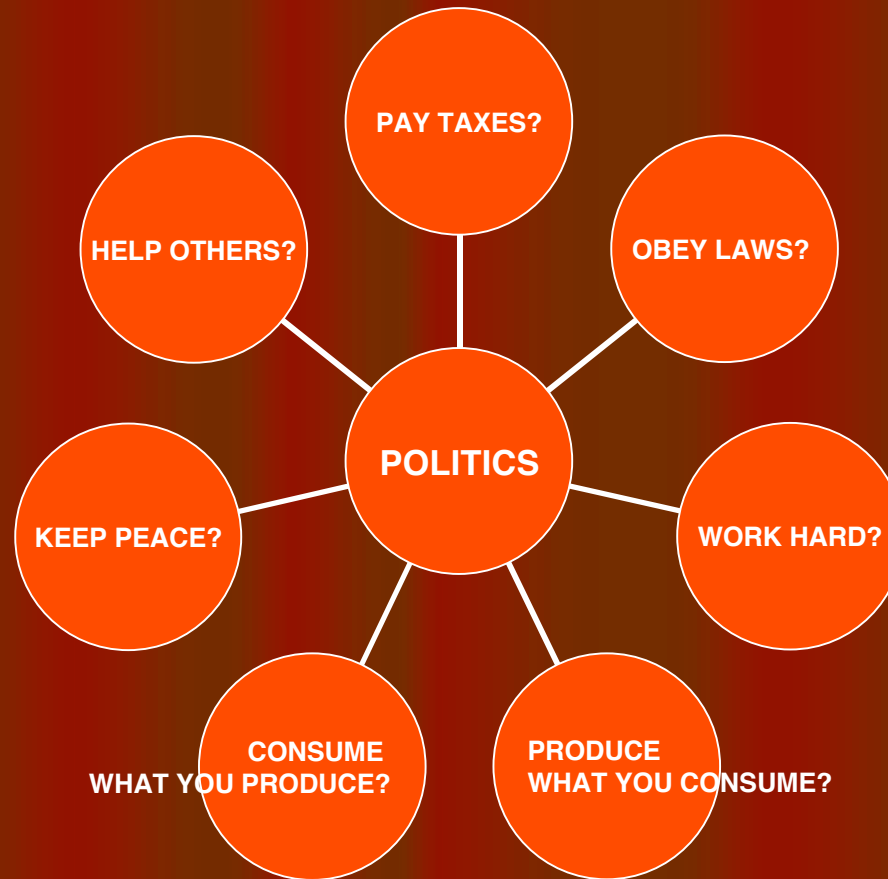 PAY TAXES?
HELP OTHERS?
OBEY LAWS?
POLITICS
KEEP PEACE?
WORK HARD?
CONSUME
WHAT YOU PRODUCE?
PRODUCE
WHAT YOU CONSUME?